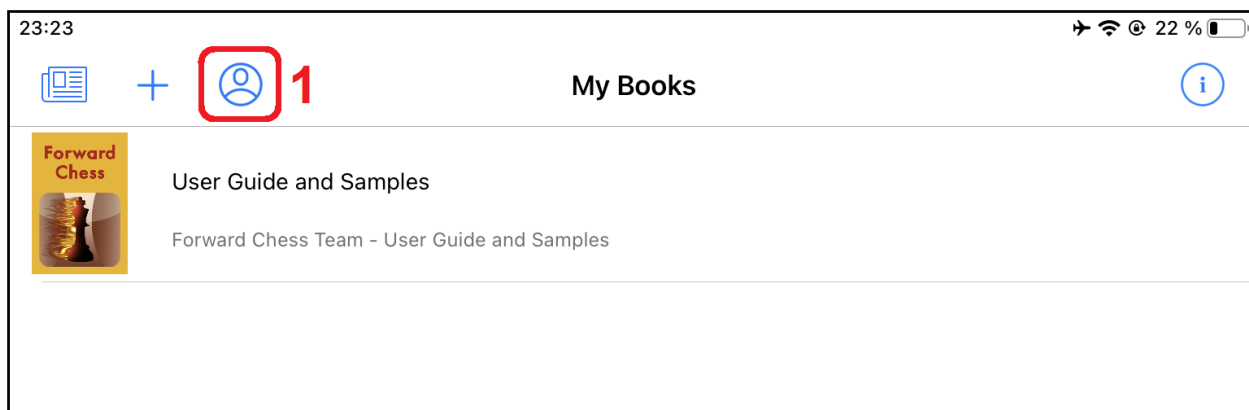 23:23
22 %
1
My Books
i
Forward
Chess
User Guide and Samples
Forward Chess Team - User Guide and Samples